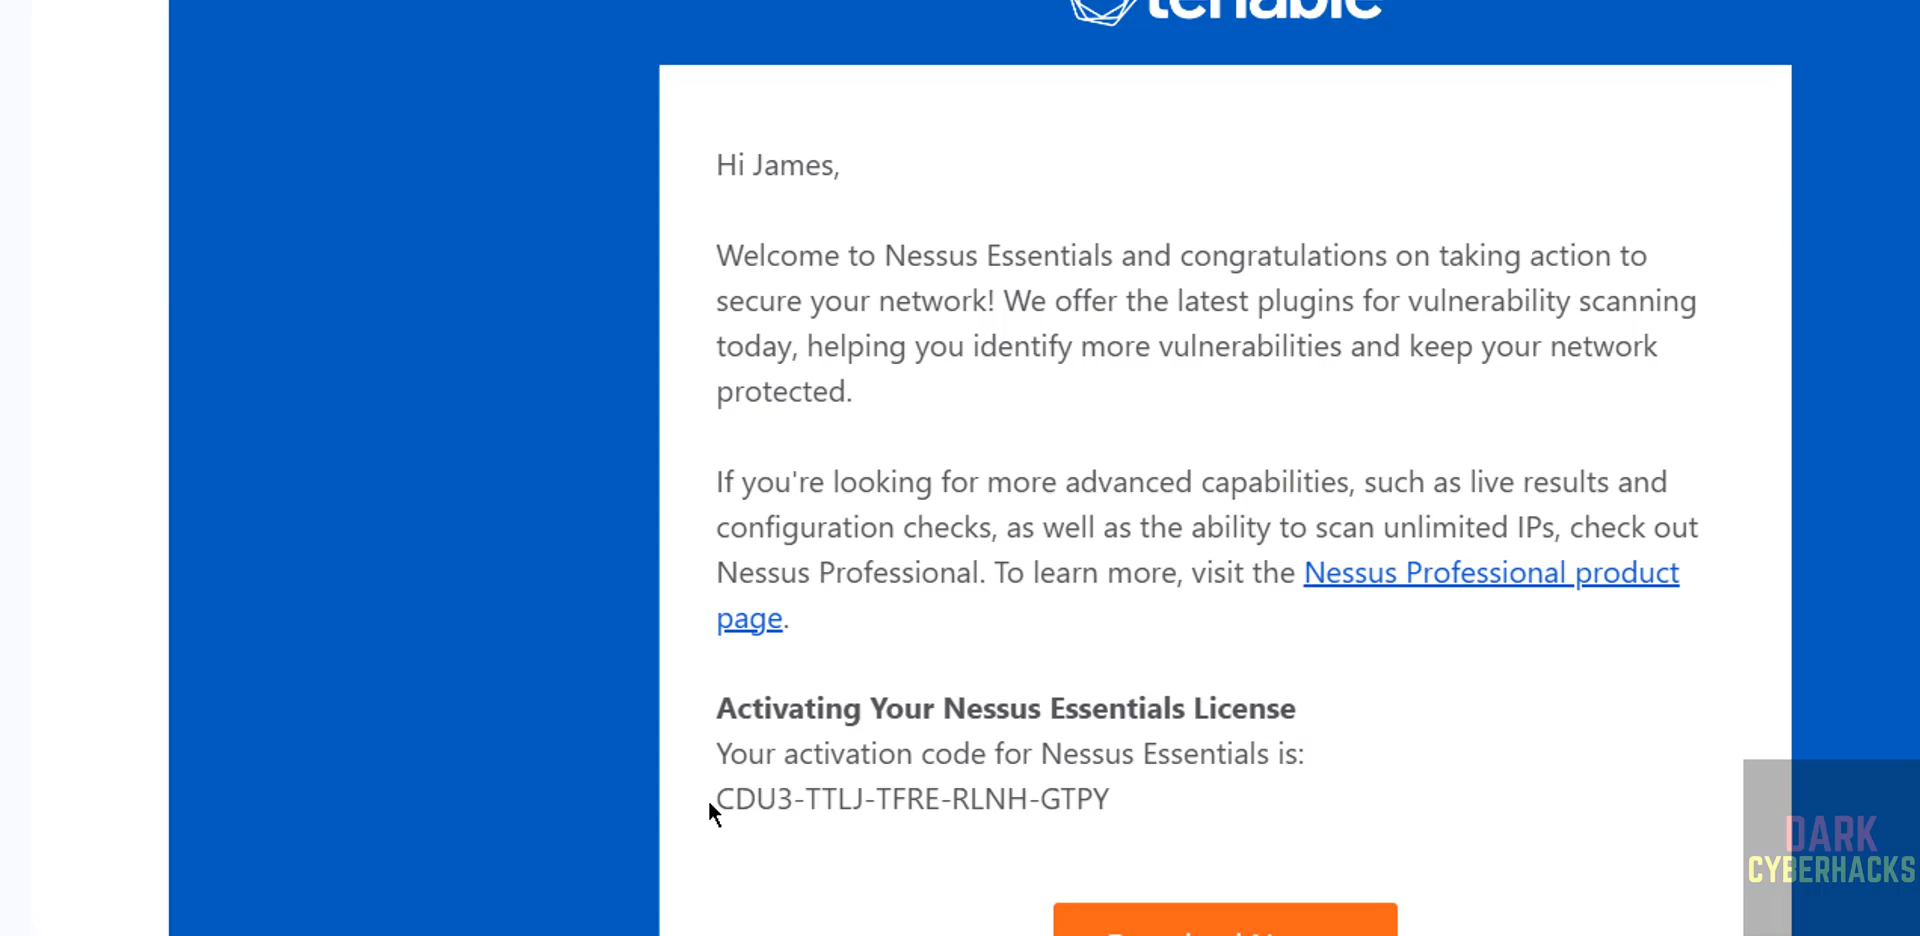 tenable
Hi James,
Welcome to Nessus Essentials and congratulations on taking action to
secure your network! We offer the latest plugins for vulnerability scanning
today, helping you identify more vulnerabilities and keep your network
protected.
If you're looking for more advanced capabilities, such as live results and
configuration checks, as well as the ability to scan unlimited IPs, check out
Nessus Professional. To learn more, visit the Nessus Professional product
page.
Activating Your Nessus Essentials License
Your activation code for Nessus Essentials is:
CDU3-TTLJ-TFRE-RLNH-GTPY
DARK
CYBERHACKS